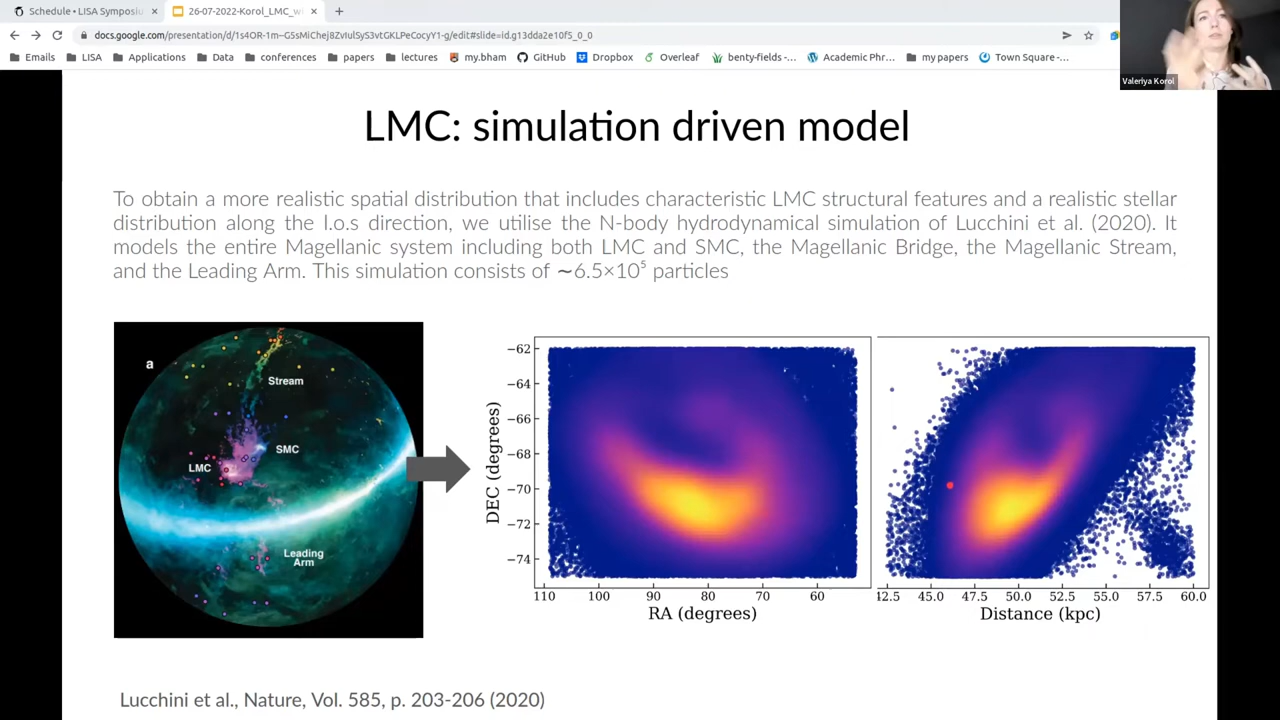 Schedule • LISA Symposiu
26-07-2022-Korol_LMC_w
docs.google.com/presentation/d/1s4OR-1m--G5sMiChej8ZvIulSyS3vtGKLPeCocyY1-g/edit#slide=id.g13dda2e10f5_0_0
Emails LISA Applications Data conferences papers lectures my.bham GitHub Dropbox Overleaf benty-fields -... Academic Phr... my papers Town Square -...
Valeriya Korol
LMC: simulation driven model
To obtain a more realistic spatial distribution that includes characteristic LMC structural features and a realistic stellar
distribution along the l.o.s direction, we utilise the N-body hydrodynamical simulation of Lucchini et al. (2020). It
models the entire Magellanic system including both LMC and SMC, the Magellanic Bridge, the Magellanic Stream,
and the Leading Arm. This simulation consists of ∼6.5×10⁵ particles
a
Stream
SMC
LMC
Leading
Arm
DEC (degrees)
−62
−64
−66
−68
−70
−72
−74
110 100 90 80 70 60
RA (degrees)
42.5 45.0 47.5 50.0 52.5 55.0 57.5 60.0
Distance (kpc)
Lucchini et al., Nature, Vol. 585, p. 203-206 (2020)